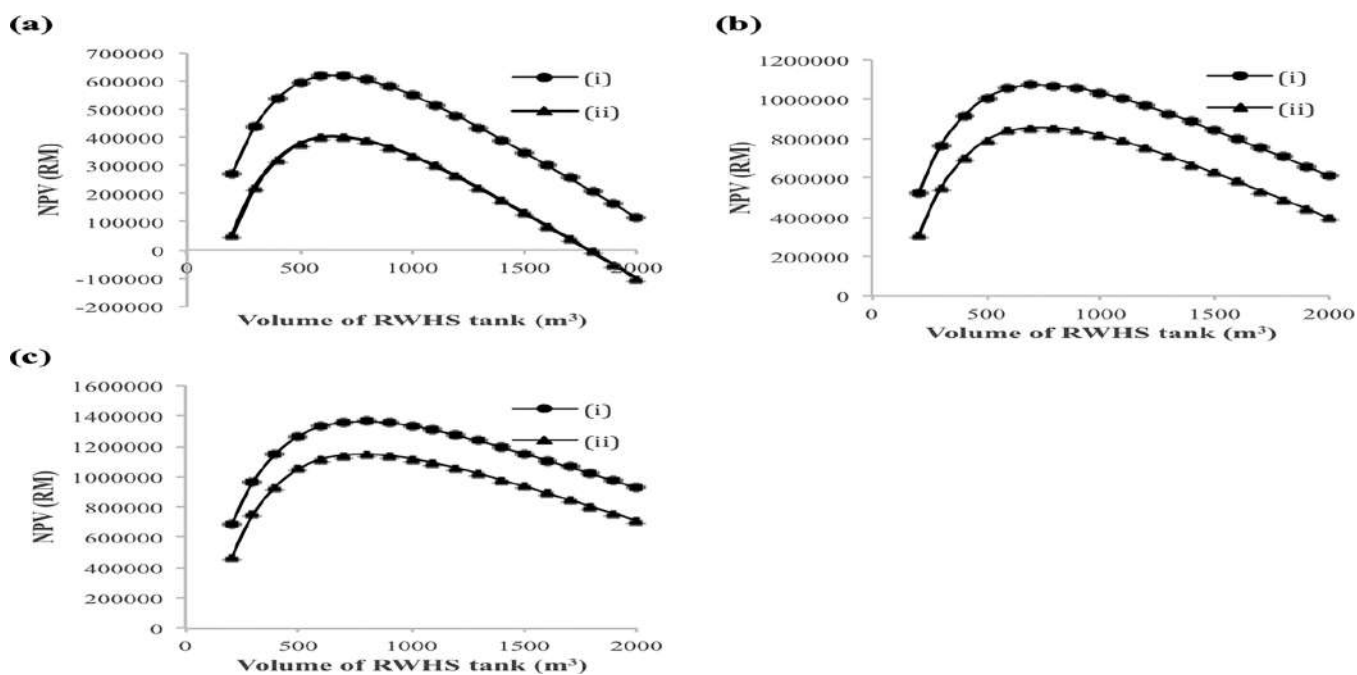 (a)
700000
600000
500000
400000
300000
200000
100000
0
-100000
-200000
NPV (RM)
(i)
(ii)
0 500 1000 1500 2000
Volume of RWHS tank (m³)
(b)
1200000
1000000
800000
600000
400000
200000
0
NPV (RM)
(i)
(ii)
0 500 1000 1500 2000
Volume of RWHS tank (m³)
(c)
1600000
1400000
1200000
1000000
800000
600000
400000
200000
0
NPV (RM)
(i)
(ii)
0 500 1000 1500 2000
Volume of RWHS tank (m³)